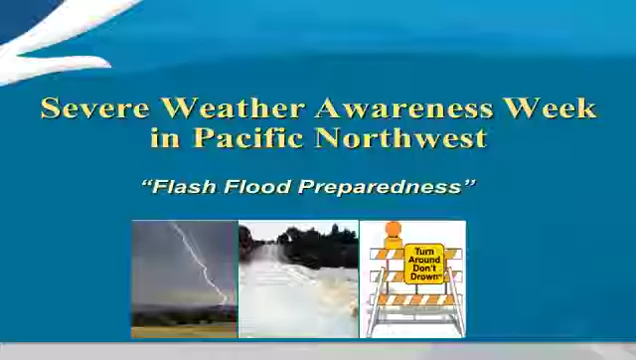 Severe Weather Awareness Week
in Pacific Northwest
“Flash Flood Preparedness”
Turn
Around
Don't
Drown